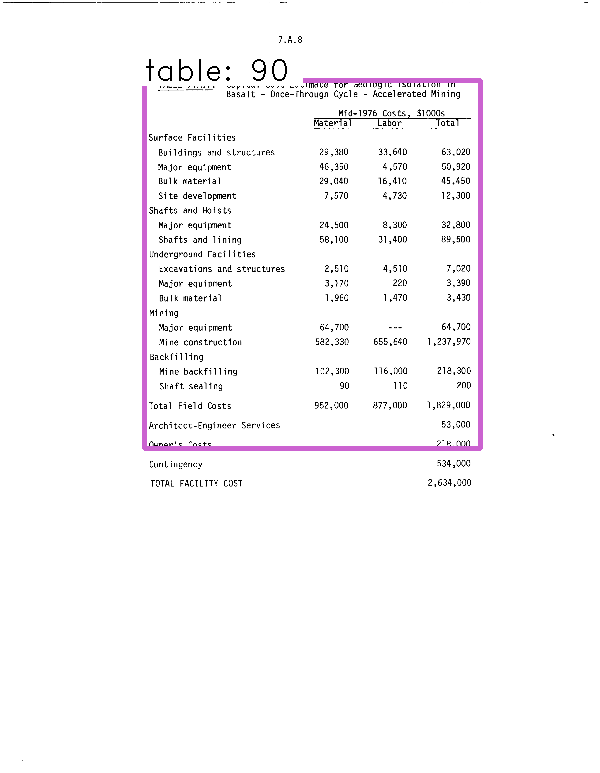 7.A.8
table: 90
Estimate for Geologic Isolation in
Basalt - Once-Through Cycle - Accelerated Mining
Mid-1976 Costs, $1000s
Material Labor Total
Surface Facilities
Buildings and structures 29,380 33,640 63,020
Major equipment 46,350 4,570 50,920
Bulk material 29,040 16,410 45,450
Site development 7,570 4,730 12,300
Shafts and Hoists
Major equipment 24,500 8,300 32,800
Shafts and lining 58,100 31,400 89,500
Underground Facilities
Excavations and structures 2,510 4,510 7,020
Major equipment 3,170 220 3,390
Bulk material 1,960 1,470 3,430
Mining
Major equipment 64,700 --- 64,700
Mine construction 582,330 655,640 1,237,970
Backfilling
Mine backfilling 102,300 116,000 218,300
Shaft sealing 90 110 200
Total Field Costs 952,000 877,000 1,829,000
Architect-Engineer Services 53,000
Owner's Costs 218,000
Contingency 534,000
TOTAL FACILITY COST 2,634,000